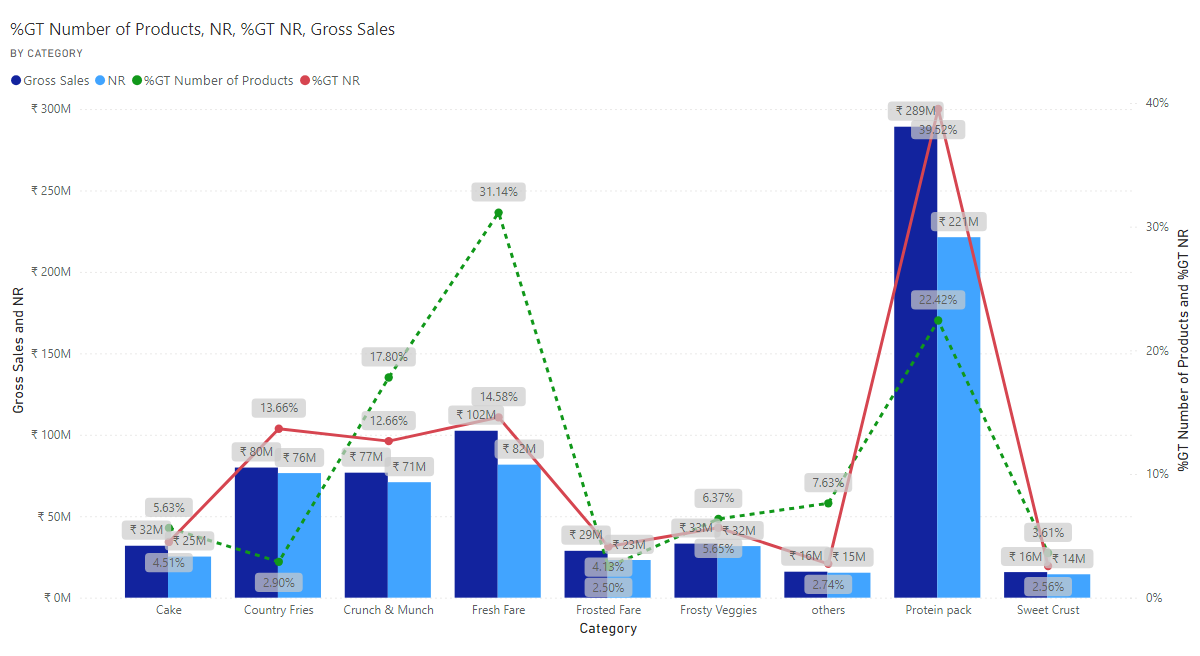 %GT Number of Products, NR, %GT NR, Gross Sales
BY CATEGORY
Gross Sales NR %GT Number of Products %GT NR
₹ 300M
₹ 250M
₹ 200M
₹ 150M
₹ 100M
₹ 50M
₹ 0M
Gross Sales and NR
40%
30%
20%
10%
0%
%GT Number of Products and %GT NR
5.63%
₹ 32M
₹ 25M
4.51%
13.66%
₹ 80M
₹ 76M
2.90%
17.80%
12.66%
₹ 77M
₹ 71M
31.14%
14.58%
₹ 102M
₹ 82M
₹ 29M
₹ 23M
4.13%
2.50%
6.37%
₹ 33M
₹ 32M
5.65%
7.63%
₹ 16M
₹ 15M
2.74%
₹ 289M
39.52%
₹ 221M
22.42%
3.61%
₹ 16M
₹ 14M
2.56%
Cake Country Fries Crunch & Munch Fresh Fare Frosted Fare Frosty Veggies others Protein pack Sweet Crust
Category